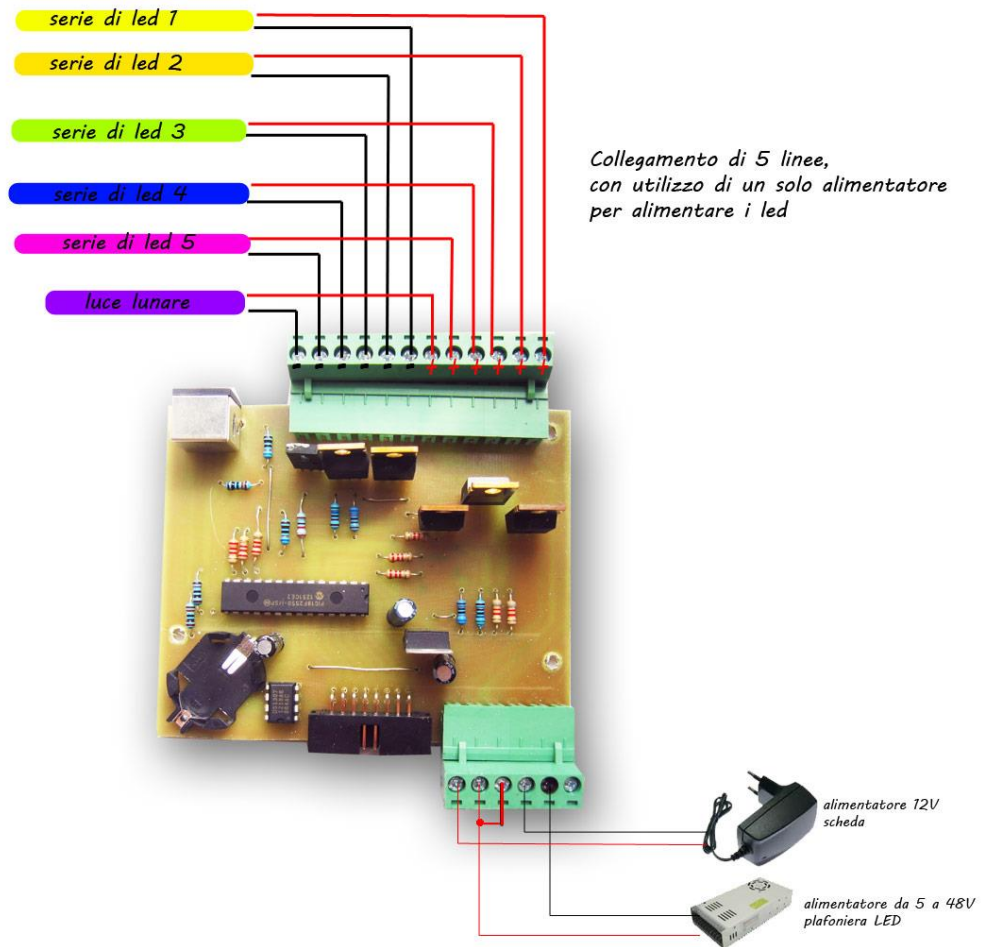 serie di led 1
serie di led 2
serie di led 3
serie di led 4
serie di led 5
luce lunare
Collegamento di 5 linee,
con utilizzo di un solo alimentatore
per alimentare i led
alimentatore 12V
scheda
alimentatore da 5 a 48V
plafoniera LED